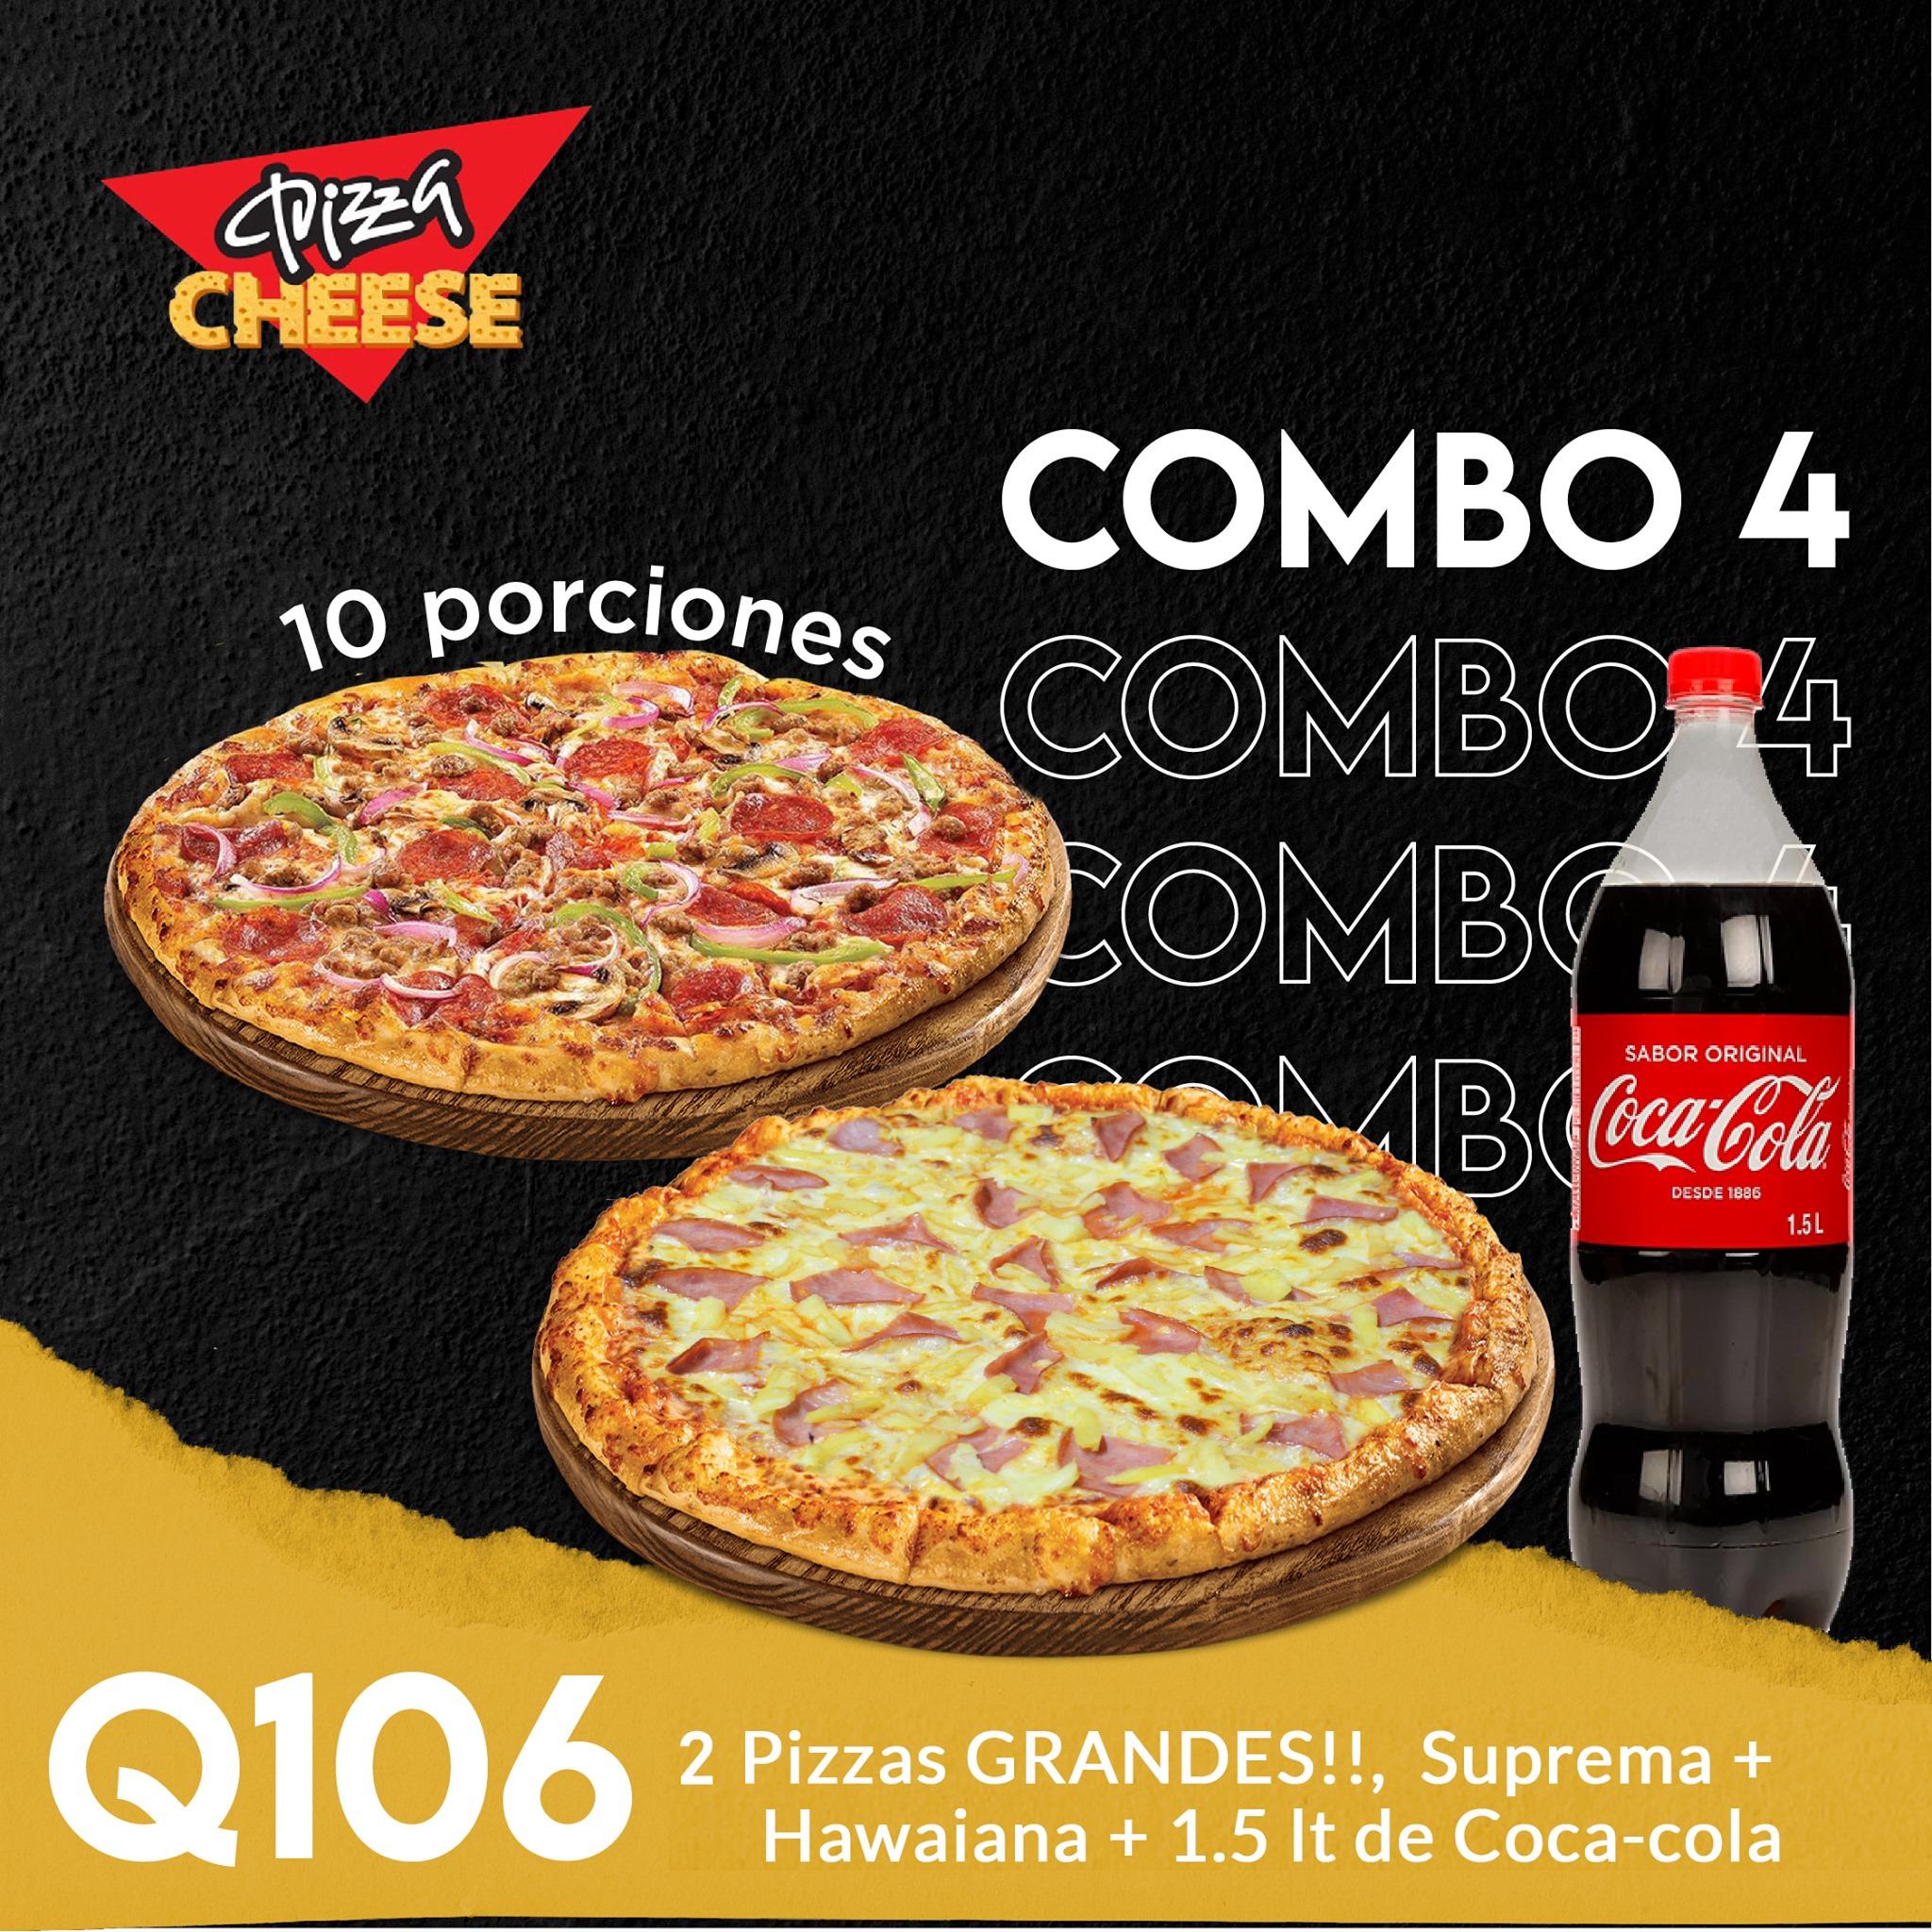 Pizza
CHEESE
COMBO 4
10 porciones
COMBO 4
COMBO 4
COMBO
SABOR ORIGINAL
Coca-Cola
DESDE 1886
1.5 L
Q106
2 Pizzas GRANDES!!, Suprema +
Hawaiana + 1.5 lt de Coca-cola